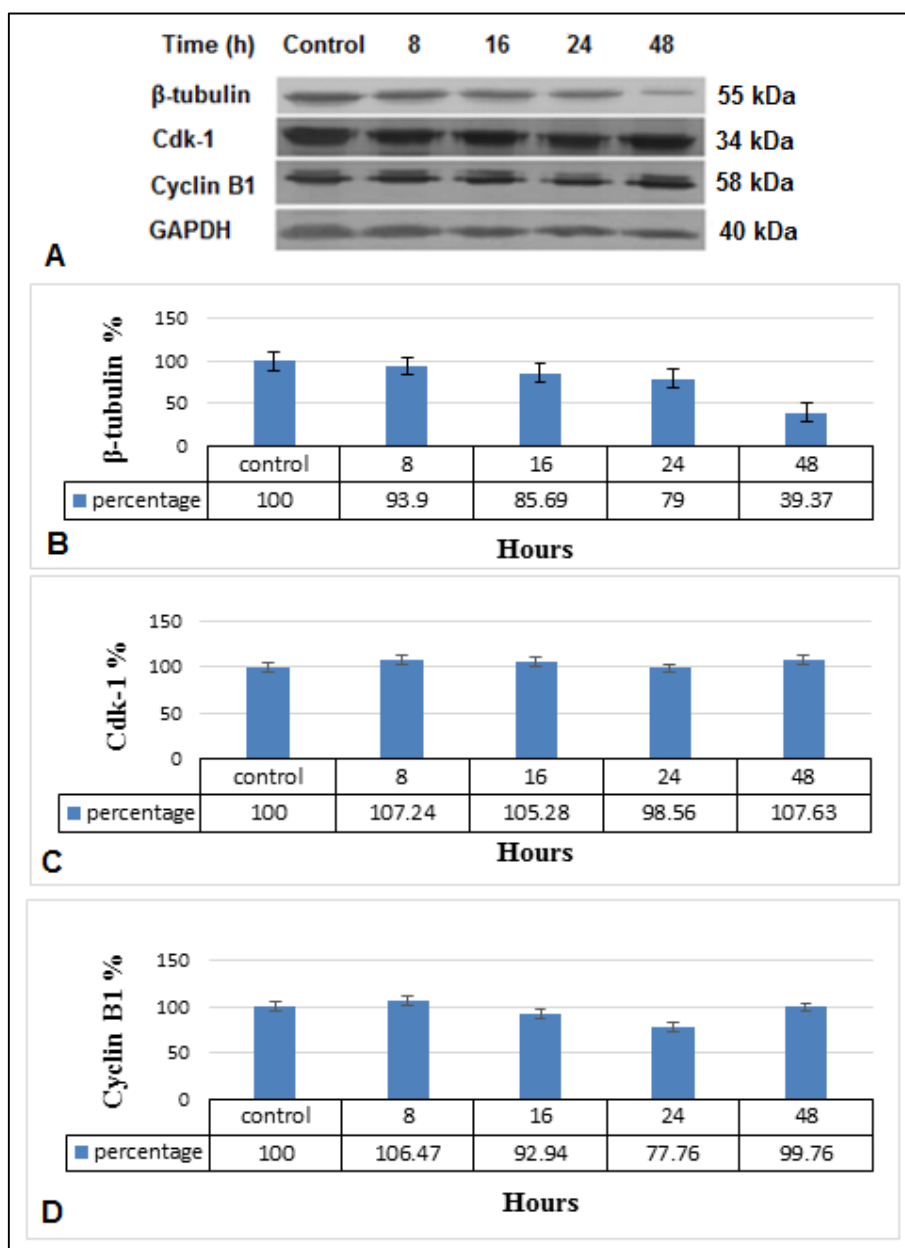 Time (h) Control 8 16 24 48
β-tubulin 55 kDa
Cdk-1 34 kDa
Cyclin B1 58 kDa
GAPDH 40 kDa
A
β-tubulin %
150
100
50
0
control 8 16 24 48
percentage 100 93.9 85.69 79 39.37
Hours
B
Cdk-1 %
150
100
50
0
control 8 16 24 48
percentage 100 107.24 105.28 98.56 107.63
Hours
C
Cyclin B1 %
150
100
50
0
control 8 16 24 48
percentage 100 106.47 92.94 77.76 99.76
Hours
D